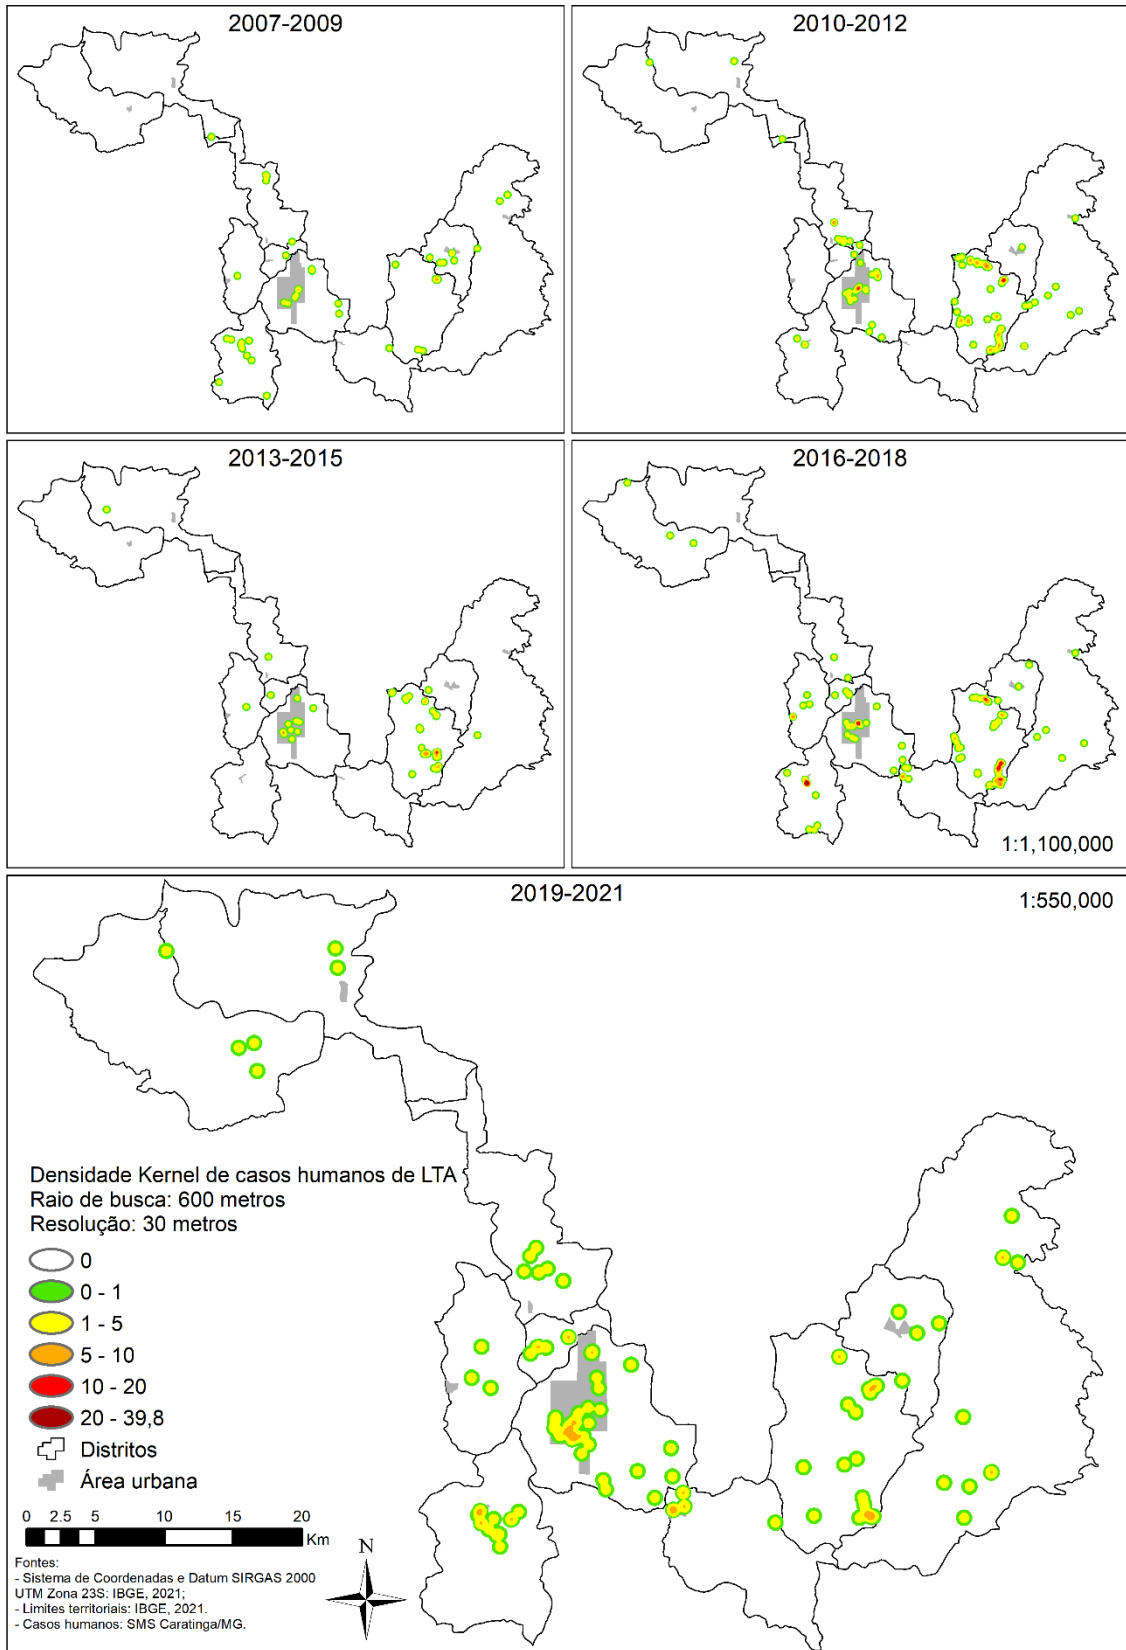 2007-2009
2010-2012
2013-2015
2016-2018
1:1,100,000
2019-2021
1:550,000
Densidade Kernel de casos humanos de LTA
Raio de busca: 600 metros
Resolução: 30 metros
0
0 - 1
1 - 5
5 - 10
10 - 20
20 - 39,8
Distritos
Área urbana
0 2.5 5 10 15 20
Km
N
Fontes:
- Sistema de Coordenadas e Datum SIRGAS 2000
UTM Zona 23S: IBGE, 2021;
- Limites territoriais: IBGE, 2021.
- Casos humanos: SMS Caratinga/MG.